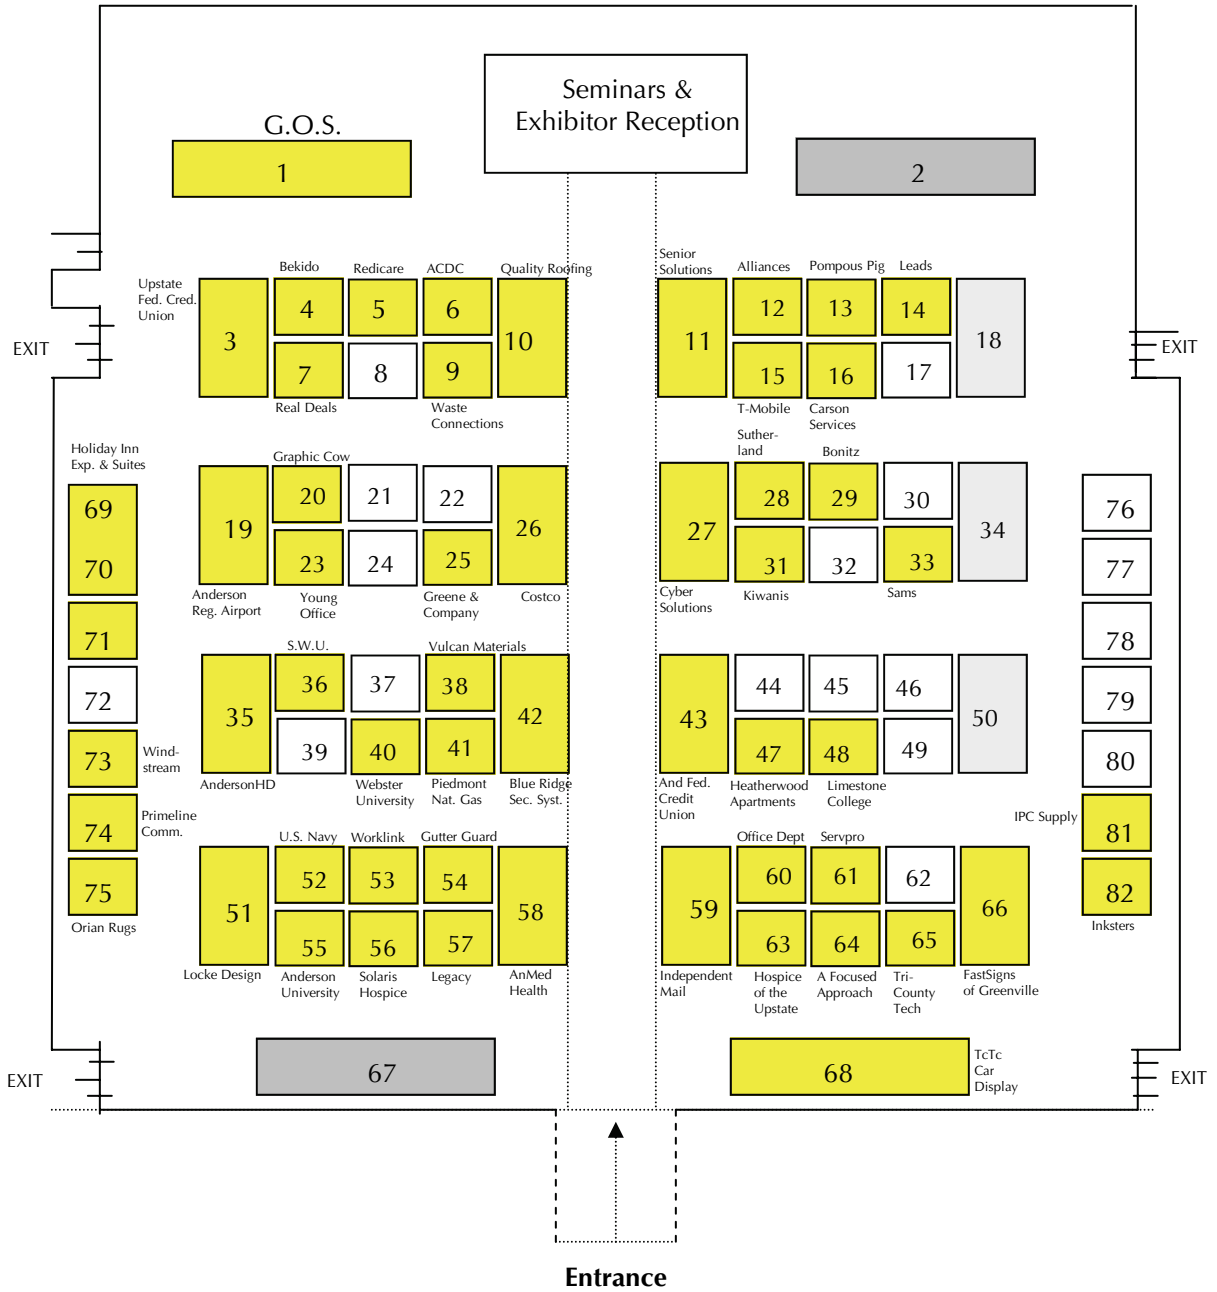 Seminars &
Exhibitor Reception
G.O.S.
1
2
Upstate
Fed. Cred.
Union
3
Bekido
4
Redicare
5
ACDC
6
Quality Roofing
10
7
8
9
Real Deals
Waste
Connections
Senior
Solutions
11
Alliances
12
Pompous Pig
13
Leads
14
18
15
16
17
T-Mobile
Carson
Services
EXIT
EXIT
Holiday Inn
Exp. & Suites
69
70
71
72
73
Wind-
stream
74
Primeline
Comm.
75
Orian Rugs
Graphic Cow
19
20
21
22
26
23
24
25
Anderson
Reg. Airport
Young
Office
Greene &
Company
Costco
Suther-
land
Bonitz
27
28
29
30
34
31
32
33
Cyber
Solutions
Kiwanis
Sams
76
77
78
79
80
IPC Supply
81
82
Inksters
S.W.U.
Vulcan Materials
35
36
37
38
42
39
40
41
AndersonHD
Webster
University
Piedmont
Nat. Gas
Blue Ridge
Sec. Syst.
43
44
45
46
50
47
48
49
And Fed.
Credit
Union
Heatherwood
Apartments
Limestone
College
U.S. Navy
Worklink
Gutter Guard
51
52
53
54
58
55
56
57
Locke Design
Anderson
University
Solaris
Hospice
Legacy
AnMed
Health
Office Dept
Servpro
59
60
61
62
66
63
64
65
Independent
Mail
Hospice
of the
Upstate
A Focused
Approach
Tri-
County
Tech
FastSigns
of Greenville
67
68
TcTc
Car
Display
EXIT
EXIT
Entrance